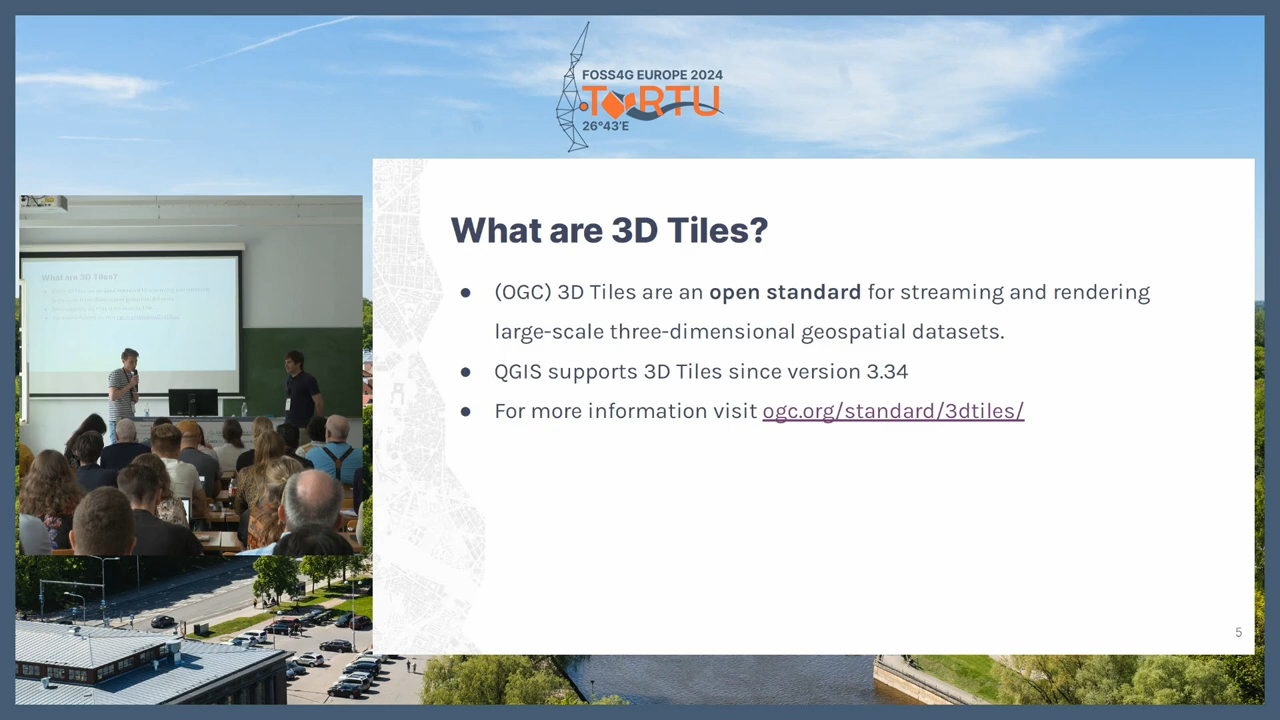 FOSS4G EUROPE 2024
TORTU
26°43'E
What are 3D Tiles?
● (OGC) 3D Tiles are an open standard for streaming and rendering
large-scale three-dimensional geospatial datasets.
● QGIS supports 3D Tiles since version 3.34
● For more information visit ogc.org/standard/3dtiles/
5
What are 3D Tiles?